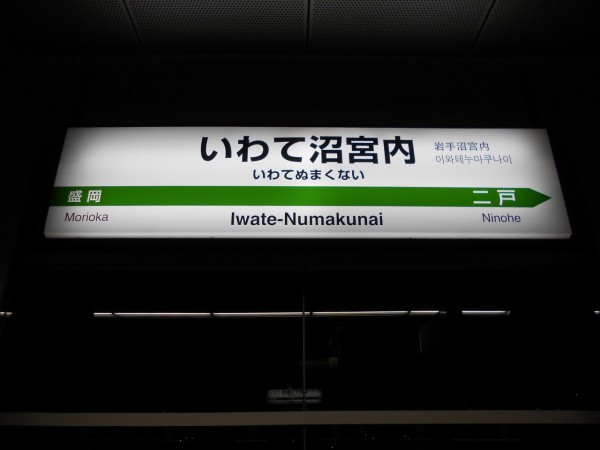 いわて沼宮内
岩手沼宮内
이와테누마쿠나이
いわてぬまくない
盛岡
二戸
Morioka
Iwate-Numakunai
Ninohe